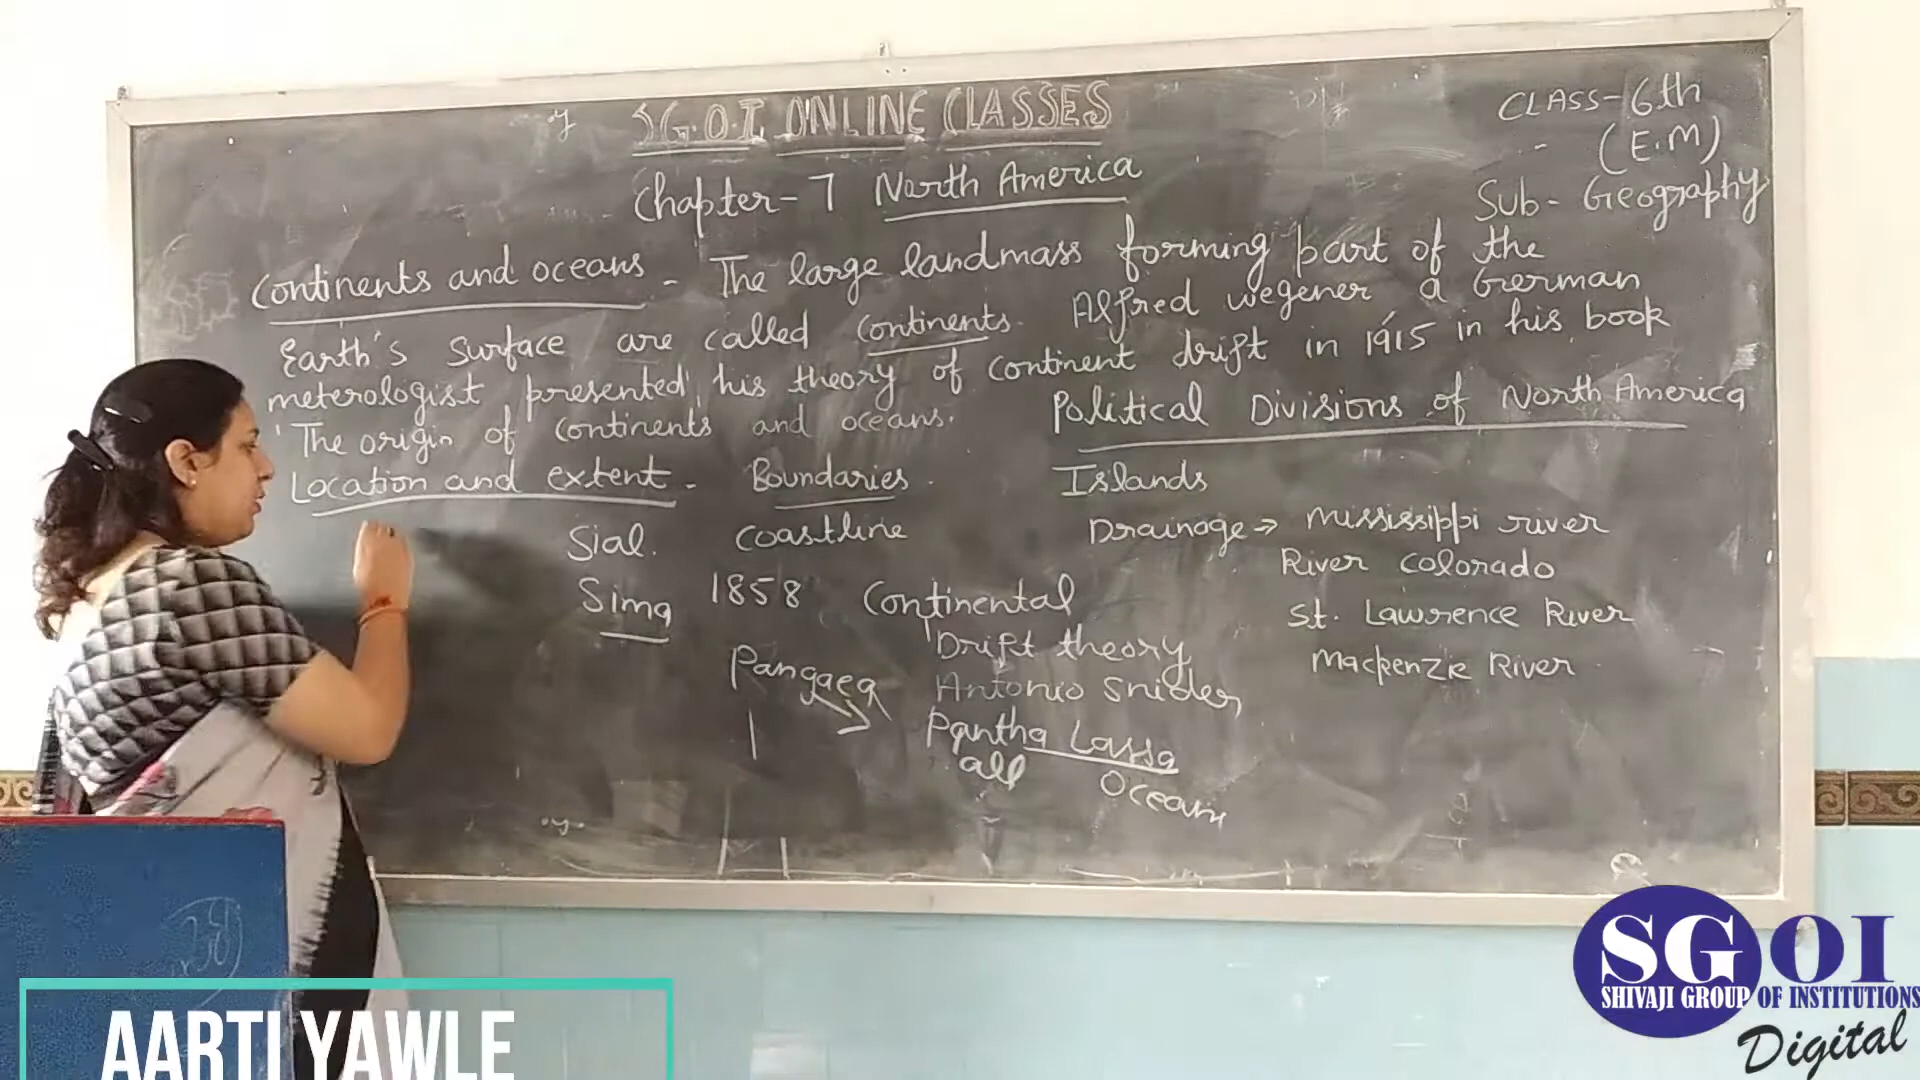 S.G.O.I. ONLINE CLASSES
CLASS-6th
(E.M)
Sub- Geography
Chapter-7 North America
Continents and oceans - The large landmass forming part of the
Earth's surface are called continents. Alfred wegener a German
meterologist presented his theory of continent drift in 1915 in his book
'The origin of continents and oceans.
Political Divisions of North America
Location and extent - Boundaries.
Islands
Sial. Coastline
Drainage → Mississippi river
River Colorado
St. Lawrence River
Mackenzie River
Sima 1858 Continental
Drift theory
Pangaea Antonio Snider
Pantha Lassa
all Ocean
AARTI YAWLE
SGOI
SHIVAJI GROUP OF INSTITUTIONS
Digital